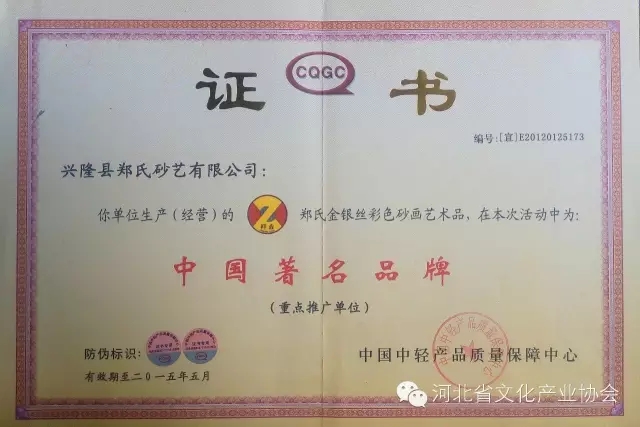 CQGC
证书
编号:[宣]E20120125173
兴隆县郑氏砂艺有限公司:
你单位生产(经营)的 Z 郑氏金银丝彩色砂画艺术品,在本次活动中为:
中国著名品牌
(重点推广单位)
防伪标识:
中国中轻产品质量保障中心
有效期至二〇一五年五月
河北省文化产业协会